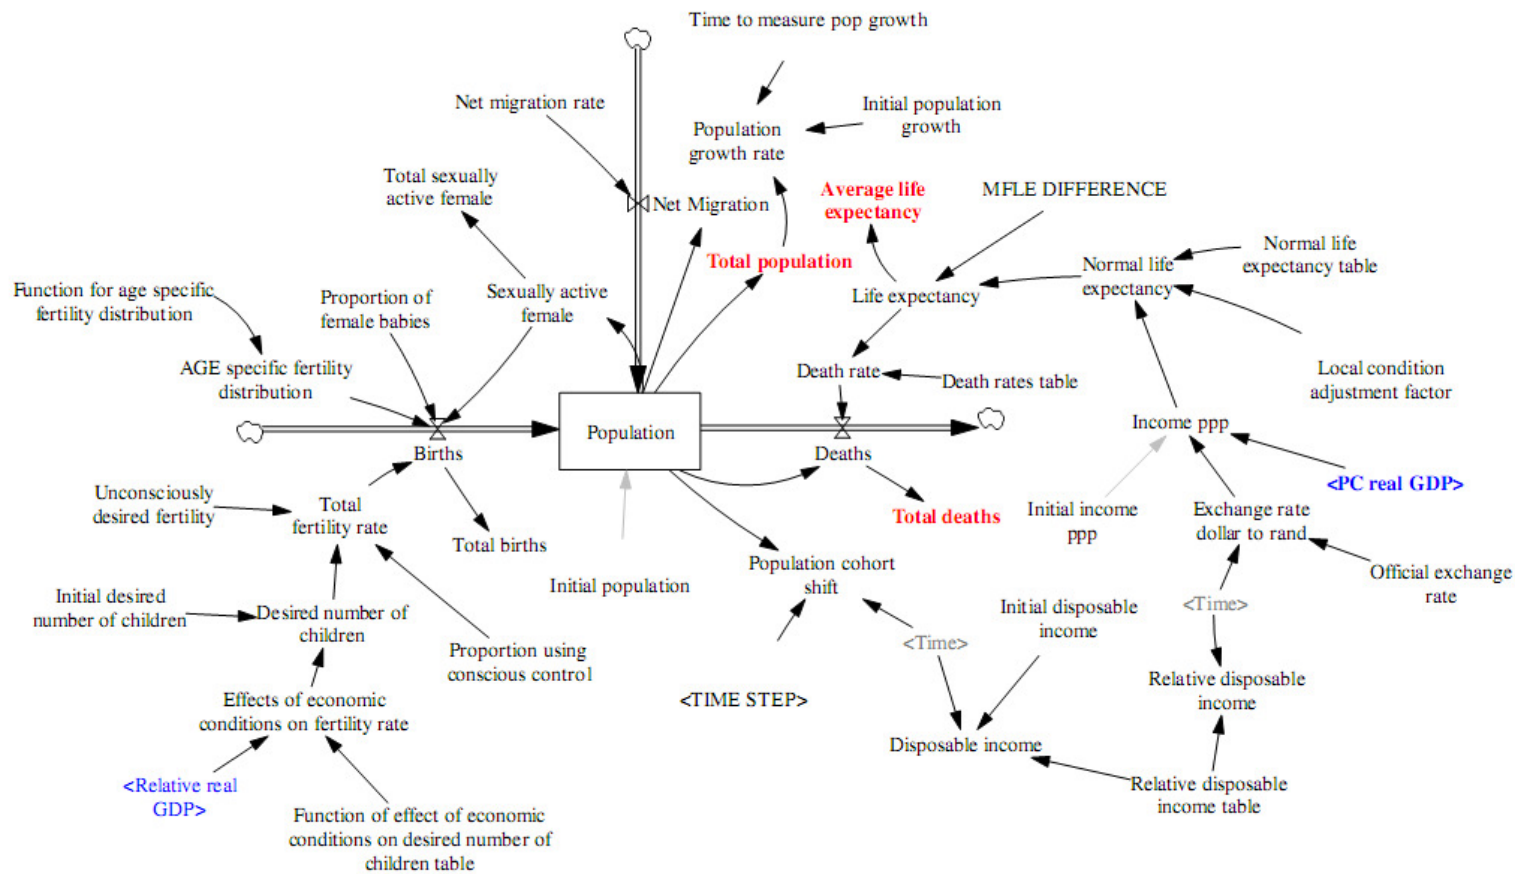 Time to measure pop growth
Net migration rate
Initial population
growth
Population
growth rate
Total sexually
active female
Average life
expectancy
MFLE DIFFERENCE
Net Migration
Normal life
expectancy table
Total population
Normal life
expectancy
Function for age specific
fertility distribution
Proportion of
female babies
Sexually active
female
Life expectancy
AGE specific fertility
distribution
Death rate
Death rates table
Local condition
adjustment factor
Population
Income ppp
Births
Deaths
<PC real GDP>
Unconsciously
desired fertility
Total
fertility rate
Total births
Total deaths
Initial income
ppp
Exchange rate
dollar to rand
Initial population
Population cohort
shift
Official exchange
rate
Initial desired
number of children
Desired number of
children
Initial disposable
income
<Time>
<Time>
Proportion using
conscious control
<TIME STEP>
Relative disposable
income
Effects of economic
conditions on fertility rate
Disposable income
<Relative real
GDP>
Relative disposable
income table
Function of effect of economic
conditions on desired number of
children table